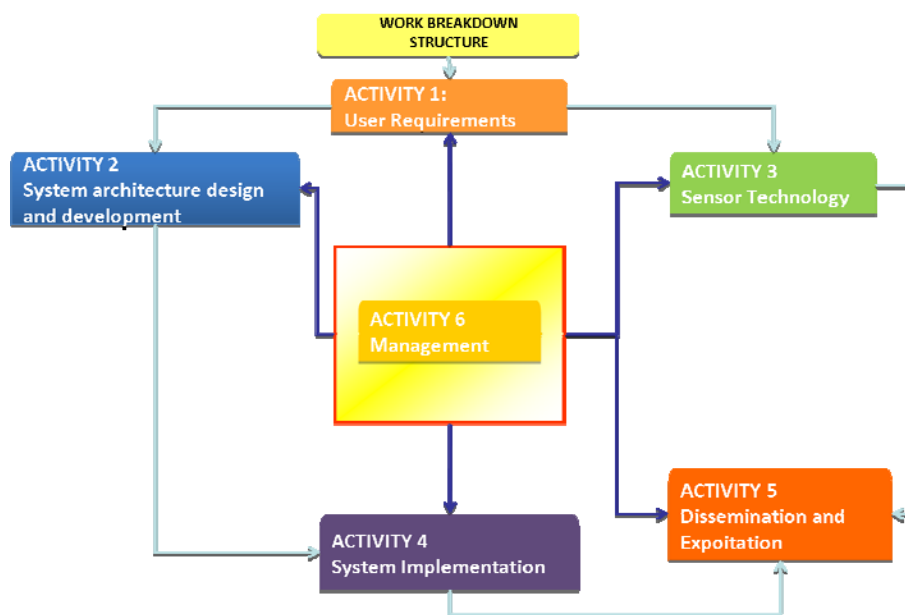 WORK BREAKDOWN
STRUCTURE
ACTIVITY 1:
User Requirements
ACTIVITY 2
System architecture design
and development
ACTIVITY 3
Sensor Technology
ACTIVITY 6
Management
ACTIVITY 4
System Implementation
ACTIVITY 5
Dissemination and
Expoitation